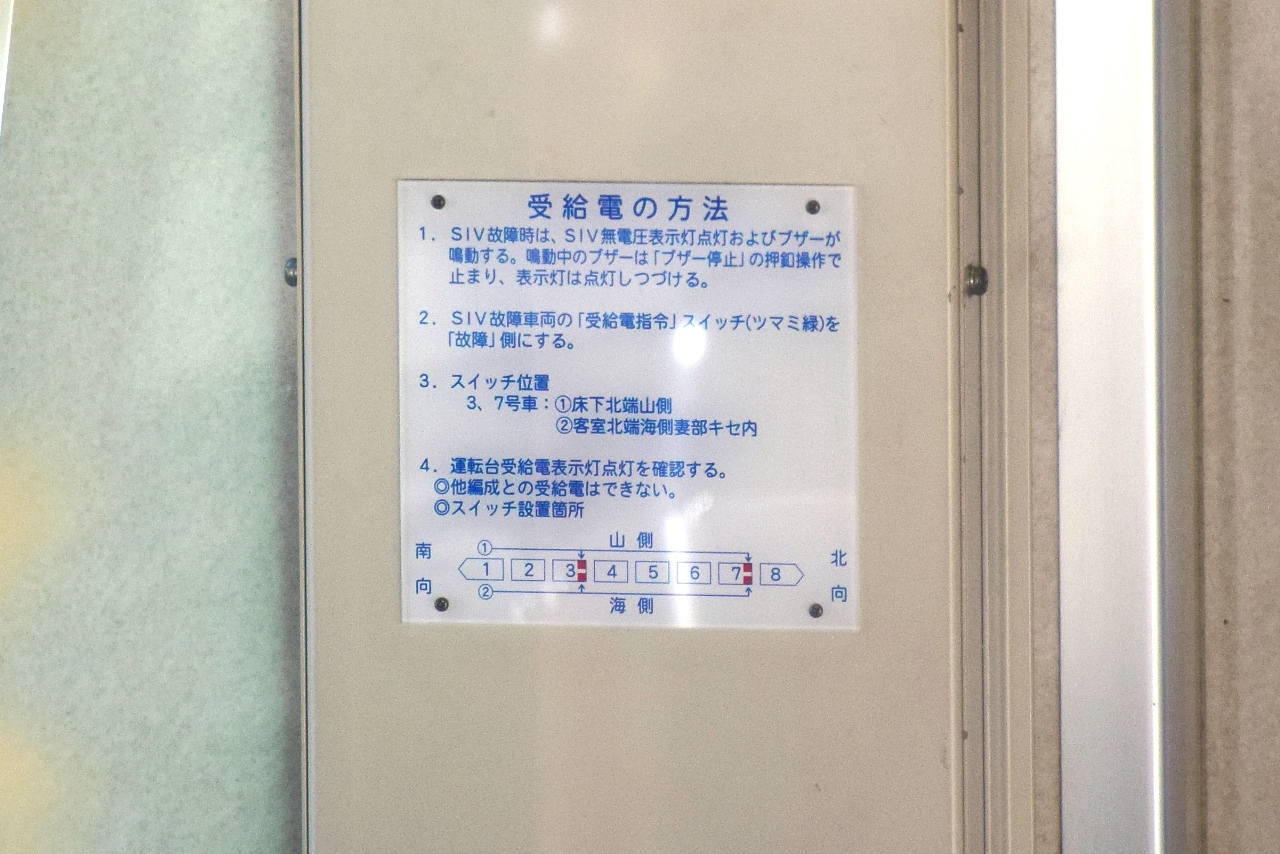 受給電の方法
1. SIV故障時は、SIV無電圧表示灯点灯およびブザーが
鳴動する。鳴動中のブザーは「ブザー停止」の押釦操作で
止まり、表示灯は点灯しつづける。
2. SIV故障車両の「受給電指令」スイッチ(ツマミ緑)を
「故障」側にする。
3. スイッチ位置
3、7号車：①床下北端山側
②客室北端海側妻部キセ内
4. 運転台受給電表示灯点灯を確認する。
◎他編成との受給電はできない。
◎スイッチ設置箇所
山側
①
南向
1 2 3 4 5 6 7 8
北向
②
海側